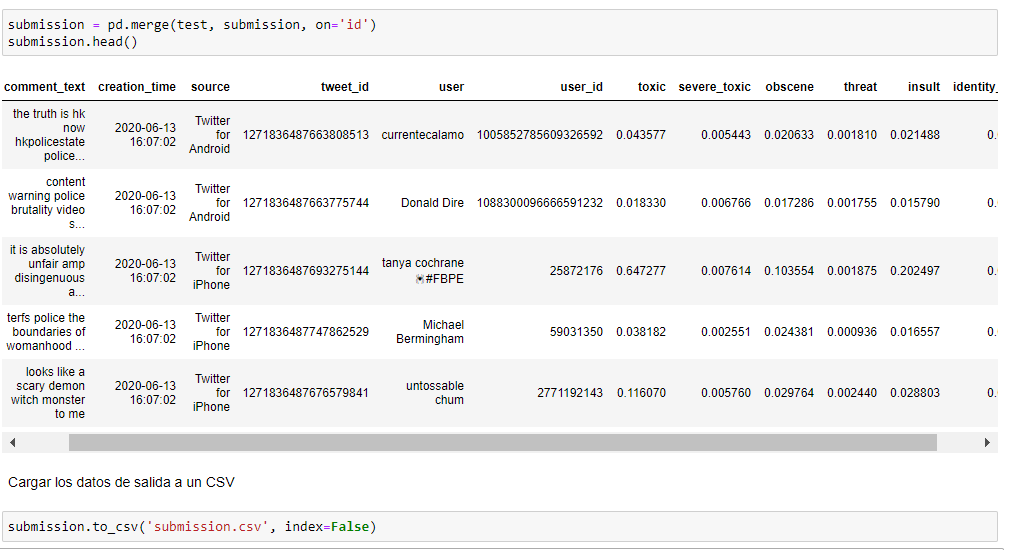 submission = pd.merge(test, submission, on='id')
submission.head()
comment_text creation_time source tweet_id user user_id toxic severe_toxic obscene threat insult identity_
the truth is hk
now
hkpolicestate
police...
2020-06-13
16:07:02
Twitter
for
Android
1271836487663808513 currentecalamo 1005852785609326592 0.043577 0.005443 0.020633 0.001810 0.021488 0.
content
warning police
brutality video
s...
2020-06-13
16:07:02
Twitter
for
Android
1271836487663775744 Donald Dire 1088300096666591232 0.018330 0.006766 0.017286 0.001755 0.015790 0.
it is absolutely
unfair amp
disingenuous
a...
2020-06-13
16:07:02
Twitter
for
iPhone
1271836487693275144
tanya cochrane
#FBPE
25872176 0.647277 0.007614 0.103554 0.001875 0.202497 0.
terfs police the
boundaries of
womanhood ...
2020-06-13
16:07:02
Twitter
for
iPhone
1271836487747862529
Michael
Bermingham
59031350 0.038182 0.002551 0.024381 0.000936 0.016557 0.
looks like a
scary demon
witch monster
to me
2020-06-13
16:07:02
Twitter
for
iPhone
1271836487676579841
untossable
chum
2771192143 0.116070 0.005760 0.029764 0.002440 0.028803 0.
Cargar los datos de salida a un CSV
submission.to_csv('submission.csv', index=False)